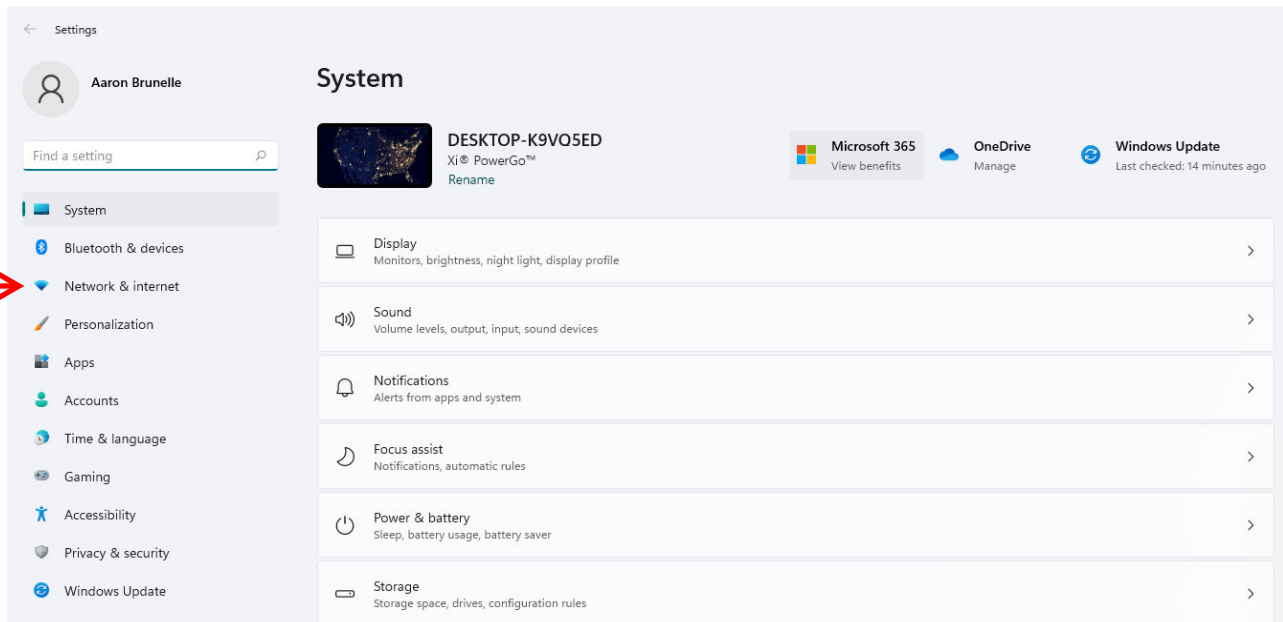 Settings
Aaron Brunelle
Find a setting
System
Bluetooth & devices
Network & internet
Personalization
Apps
Accounts
Time & language
Gaming
Accessibility
Privacy & security
Windows Update
System
DESKTOP-K9VQ5ED
Xi® PowerGo™
Rename
Microsoft 365
View benefits
OneDrive
Manage
Windows Update
Last checked: 14 minutes ago
Display
Monitors, brightness, night light, display profile
Sound
Volume levels, output, input, sound devices
Notifications
Alerts from apps and system
Focus assist
Notifications, automatic rules
Power & battery
Sleep, battery usage, battery saver
Storage
Storage space, drives, configuration rules